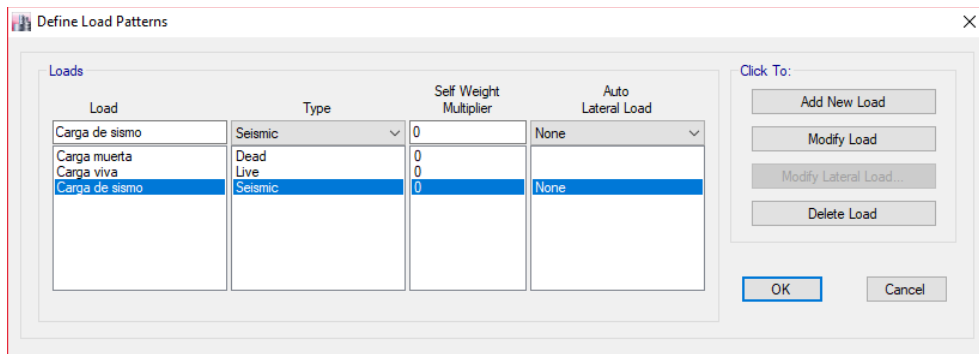 Define Load Patterns
Loads
Click To:
Load
Type
Self Weight
Multiplier
Auto
Lateral Load
Carga de sismo Seismic 0 None
Carga muerta Dead 0
Carga viva Live 0
Carga de sismo Seismic 0 None
Add New Load
Modify Load
Modify Lateral Load...
Delete Load
OK
Cancel